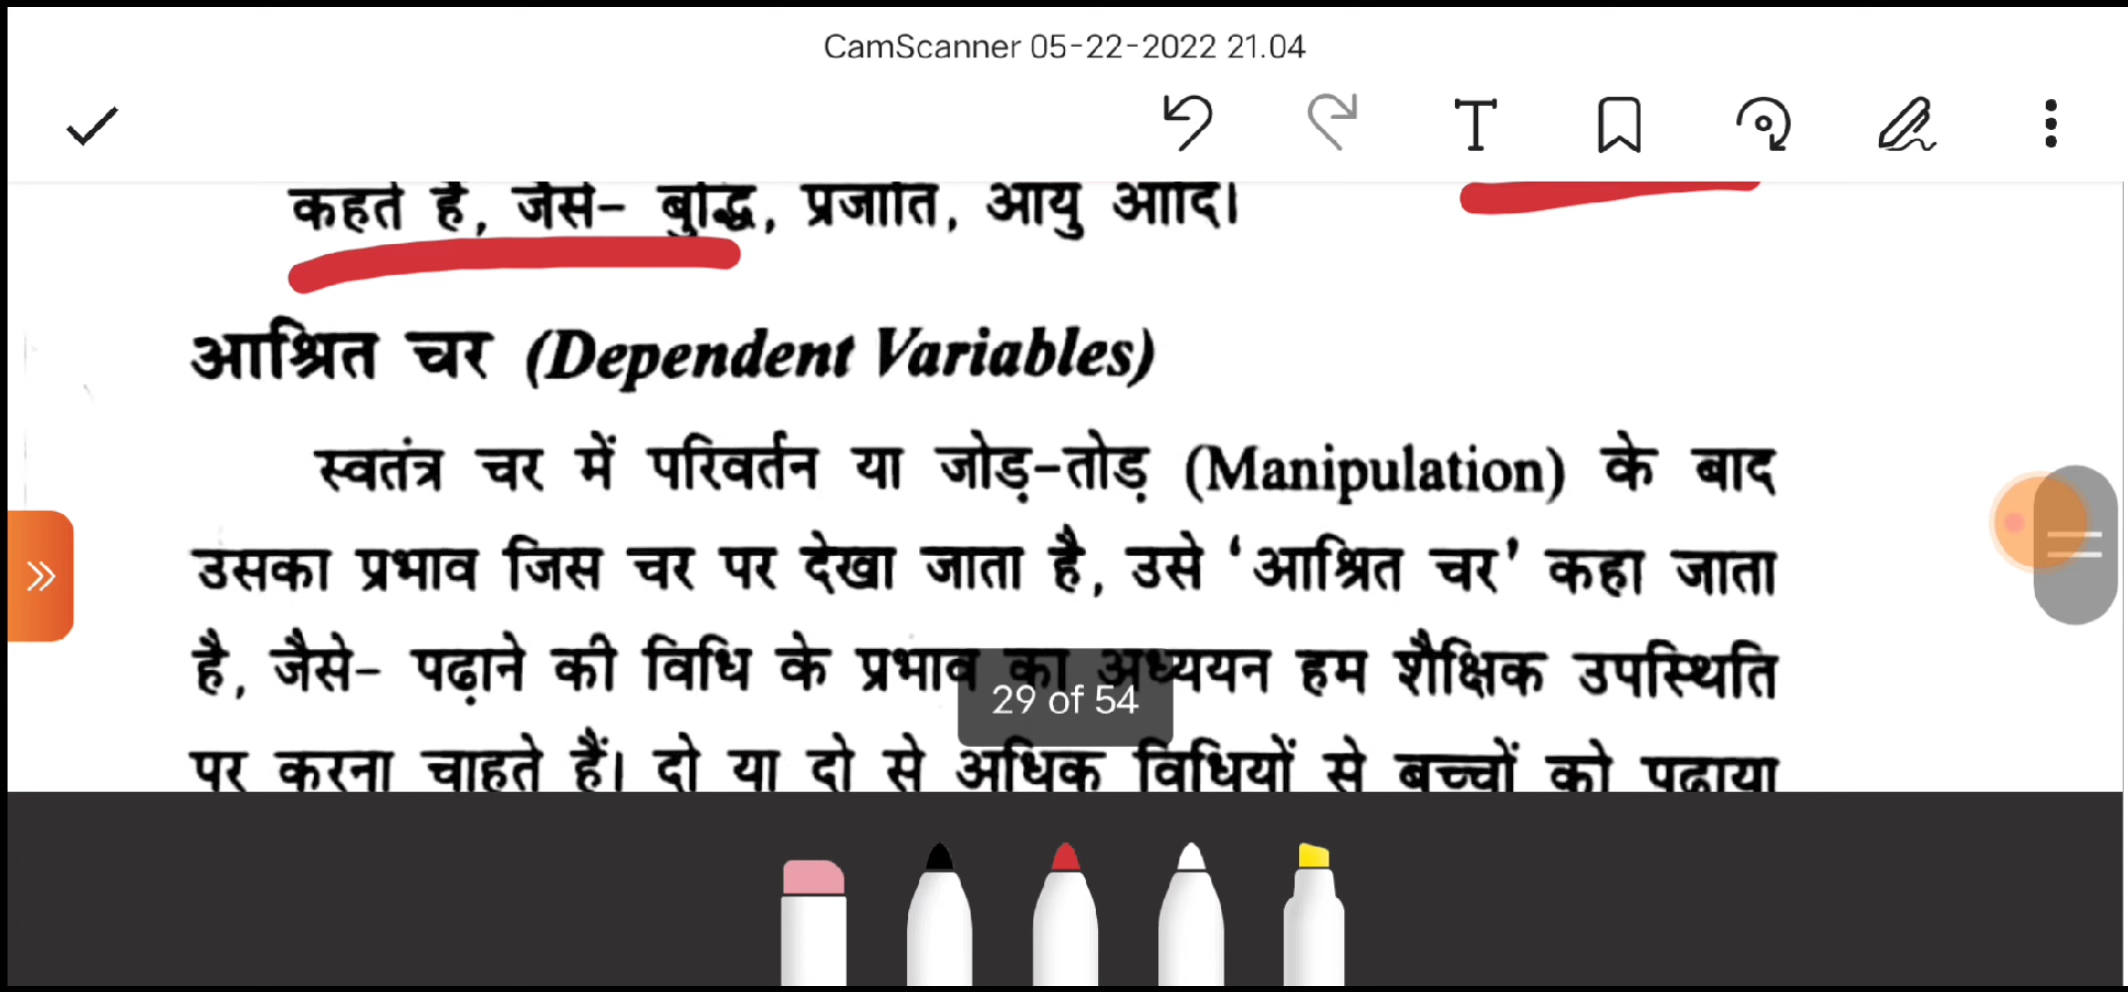 CamScanner 05-22-2022 21.04
कहते हैं, जैसे- बुद्धि, प्रजाति, आयु आदि।
आश्रित चर (Dependent Variables)
स्वतंत्र चर में परिवर्तन या जोड़-तोड़ (Manipulation) के बाद
उसका प्रभाव जिस चर पर देखा जाता है, उसे ‘आश्रित चर’ कहा जाता
है, जैसे- पढ़ाने की विधि के प्रभाव का अध्ययन हम शैक्षिक उपस्थिति
29 of 54
पर करना चाहते हैं। दो या दो से अधिक विधियों से बच्चों को पढ़ाया